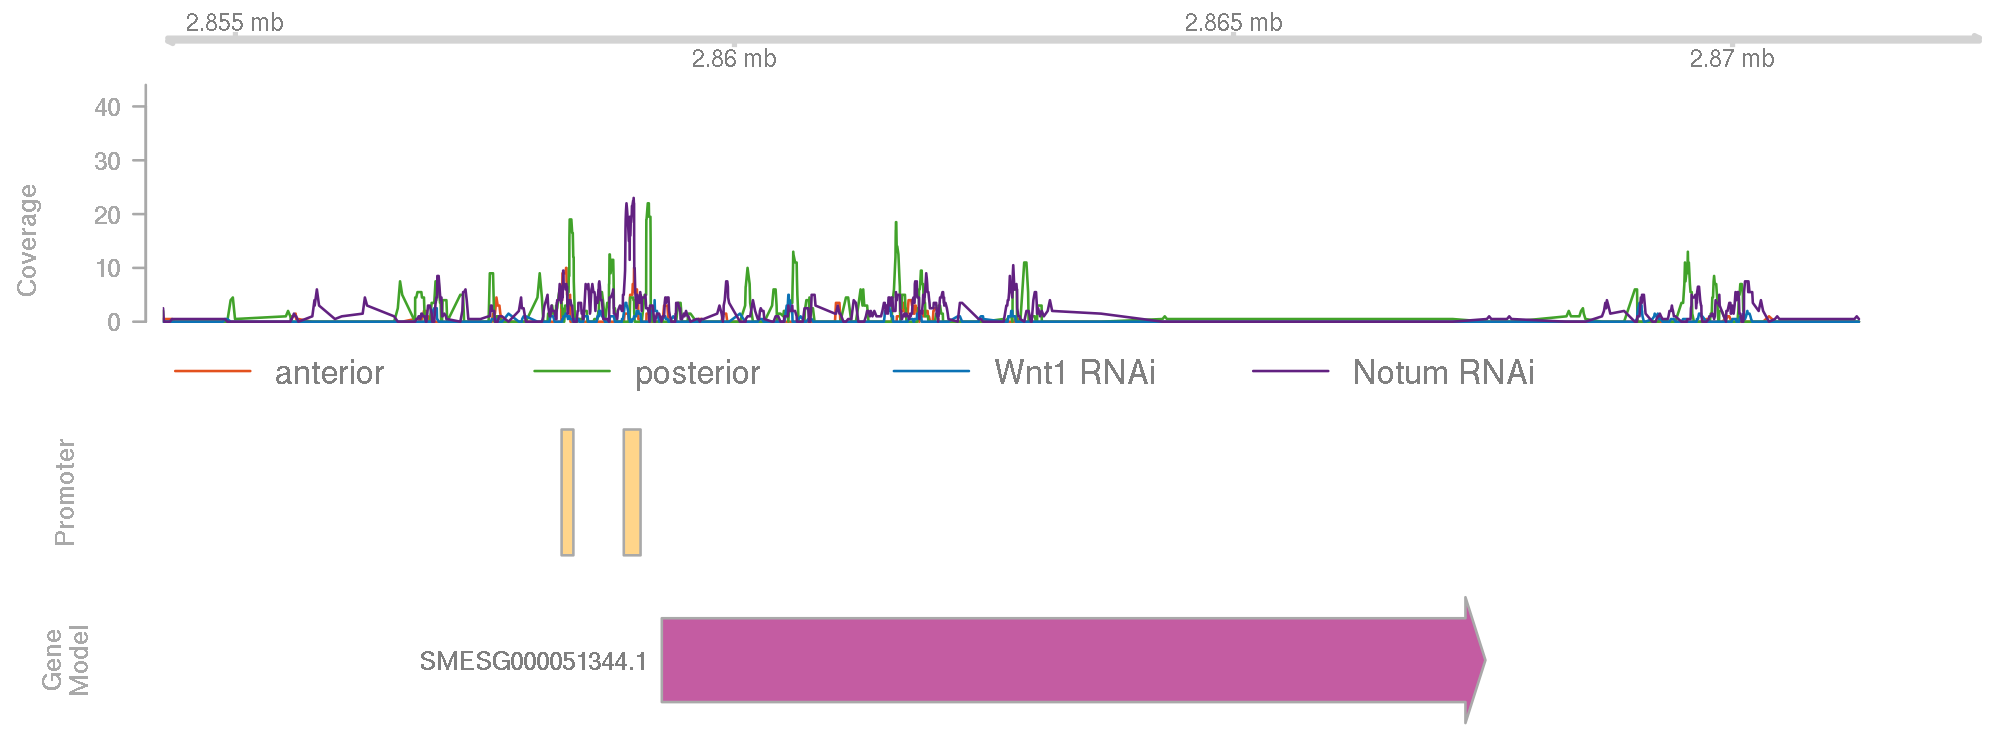 2.855 mb
2.865 mb
2.86 mb
2.87 mb
Coverage
40
30
20
10
0
anterior
posterior
Wnt1 RNAi
Notum RNAi
Promoter
Gene
Model
SMESG000051344.1